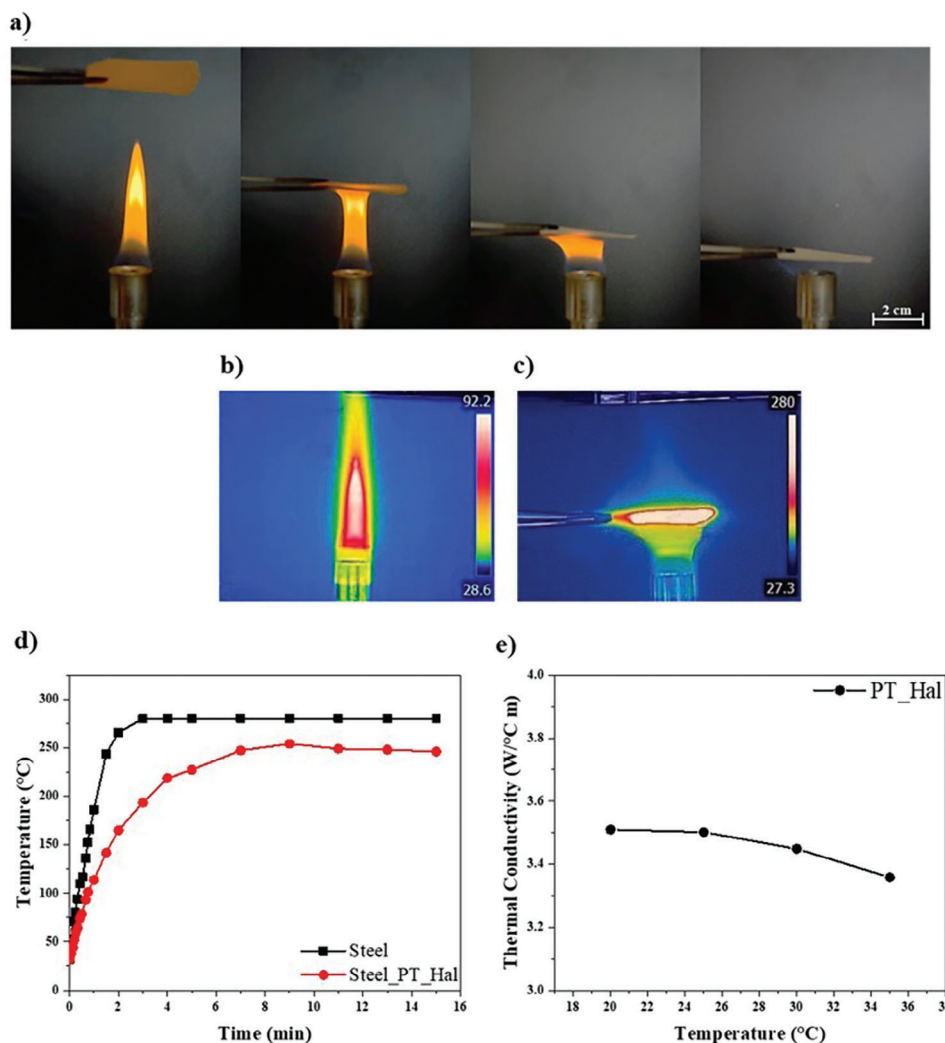 a)
2 cm
b)
c)
92.2
28.6
280
27.3
d)
Temperature (°C)
300
250
200
150
100
50
0
0 2 4 6 8 10 12 14 16
Time (min)
Steel
Steel_PT_Hal
e)
Thermal Conductivity (W/°C m)
4.0
3.8
3.6
3.4
3.2
3.0
18 20 22 24 26 28 30 32 34 36
Temperature (°C)
PT_Hal